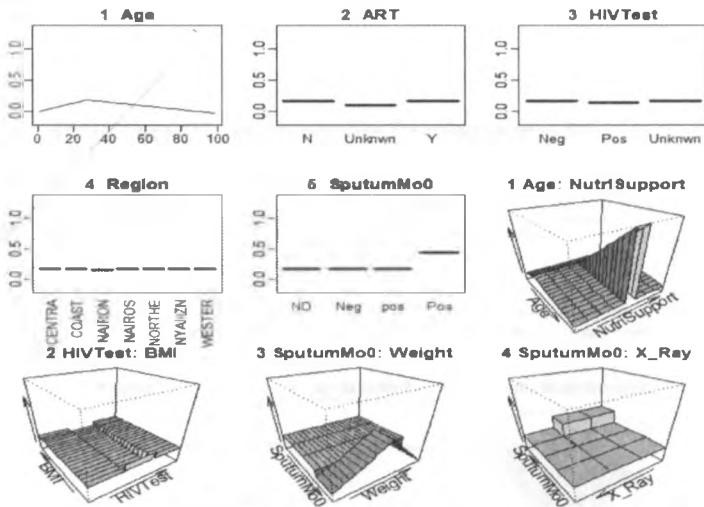 1 Age
2 ART
3 HIVTest
0.0 0.5 1.0
0 20 40 60 80 100
0.0 0.5 1.0
N Unknwn Y
0.0 0.5 1.0
Neg Pos Unknwn
4 Region
5 SputumMo0
1 Age: NutriSupport
0.0 0.5 1.0
CENTRA COAST NAIRON NAIROS NORTHE NYAIIZN WESTER
0.0 0.5 1.0
ND Neg pos Pos
Age
NutriSupport
2 HIVTest: BMI
3 SputumMo0: Weight
4 SputumMo0: X_Ray
BMI
HIVTest
SputumMo0
Weight
SputumMo0
X_Ray